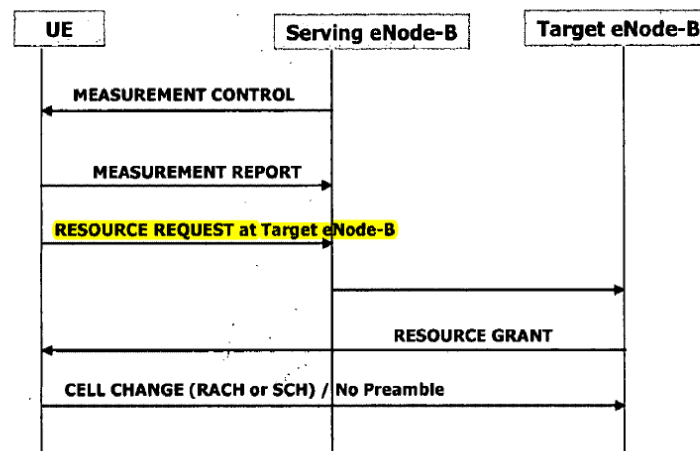 UE
Serving eNode-B
Target eNode-B
MEASUREMENT CONTROL
MEASUREMENT REPORT
RESOURCE REQUEST at Target eNode-B
RESOURCE GRANT
CELL CHANGE (RACH or SCH) / No Preamble